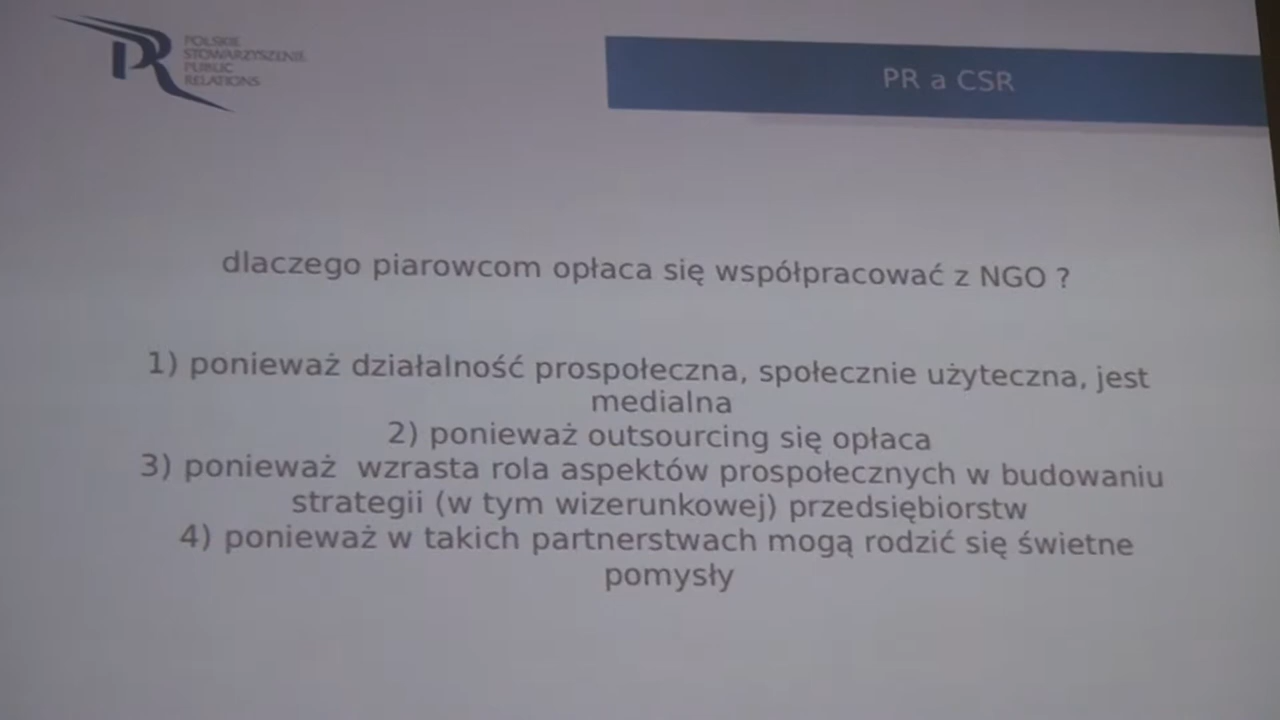 POLSKIE
STOWARZYSZENIE
PUBLIC
RELATIONS
PR a CSR
dlaczego piarowcom opłaca się współpracować z NGO ?
1) ponieważ działalność prospołeczna, społecznie użyteczna, jest
medialna
2) ponieważ outsourcing się opłaca
3) ponieważ  wzrasta rola aspektów prospołecznych w budowaniu
strategii (w tym wizerunkowej) przedsiębiorstw
4) ponieważ w takich partnerstwach mogą rodzić się świetne
pomysły